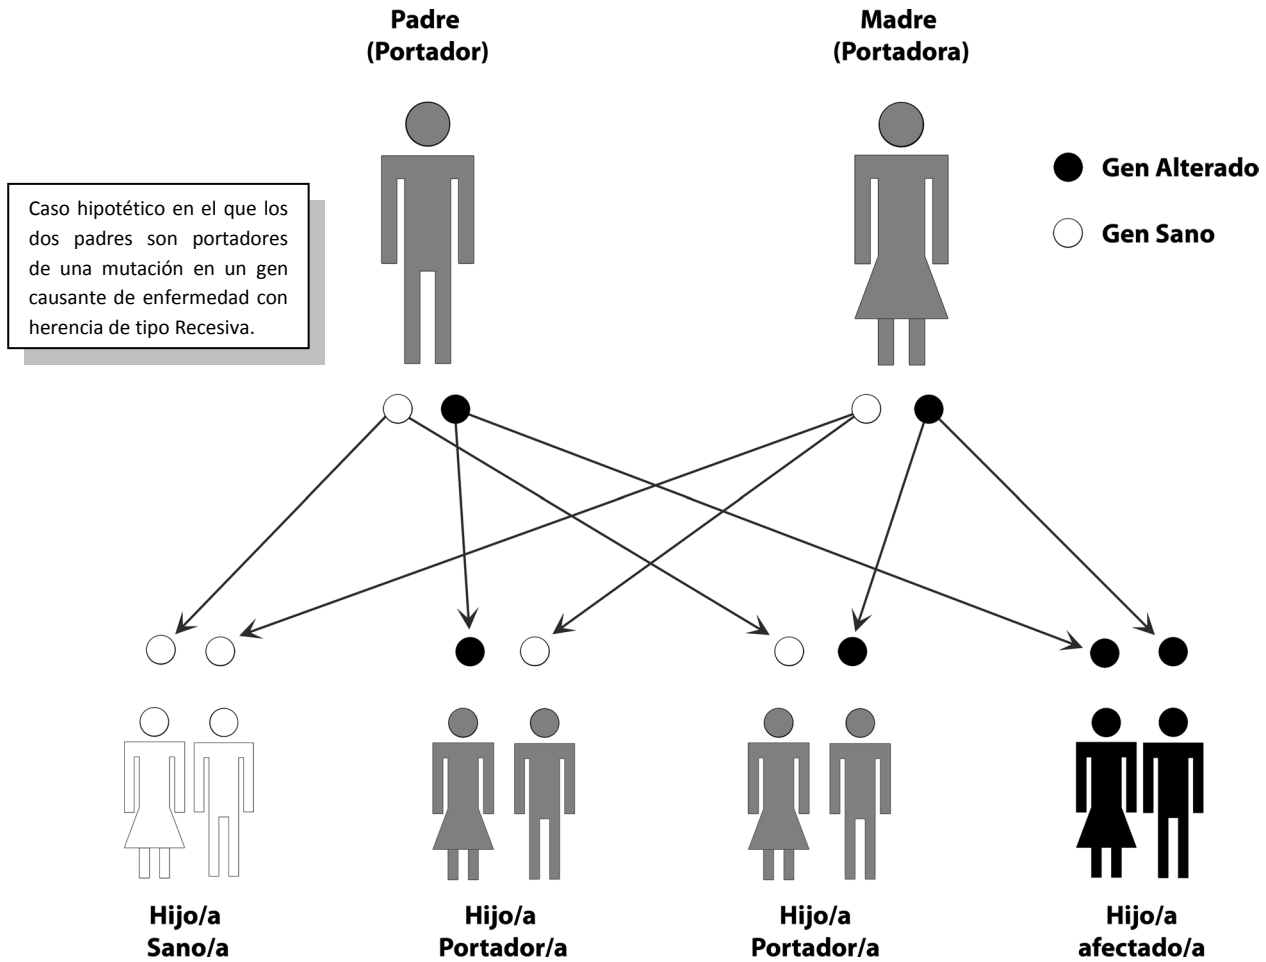 Padre
(Portador)
Madre
(Portadora)
Gen Alterado
Gen Sano
Caso hipotético en el que los
dos padres son portadores
de una mutación en un gen
causante de enfermedad con
herencia de tipo Recesiva.
Hijo/a
Sano/a
Hijo/a
Portador/a
Hijo/a
Portador/a
Hijo/a
afectado/a